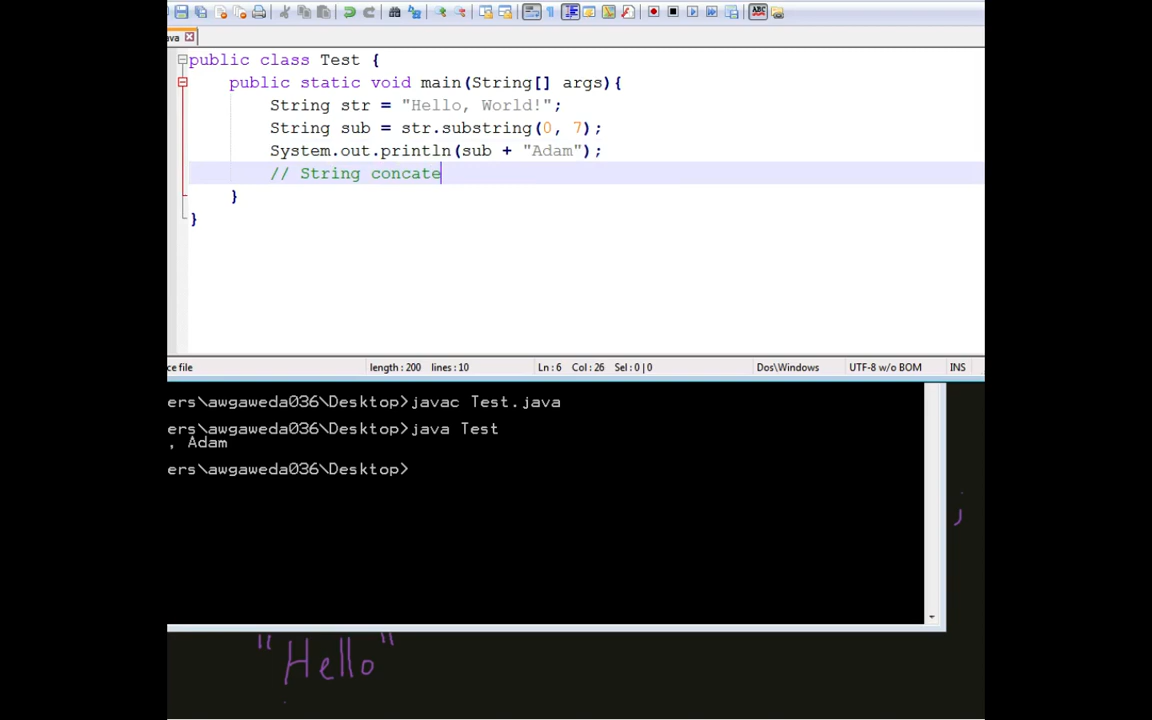 ava
public class Test {
public static void main(String[] args){
String str = "Hello, World!";
String sub = str.substring(0, 7);
System.out.println(sub + "Adam");
// String concate
}
}
ce file length: 200 lines: 10 Ln: 6 Col: 26 Sel: 0 | 0 Dos\Windows UTF-8 w/o BOM INS
ers\awgaweda036\Desktop>javac Test.java
ers\awgaweda036\Desktop>java Test
, Adam
ers\awgaweda036\Desktop>
;
"Hello"